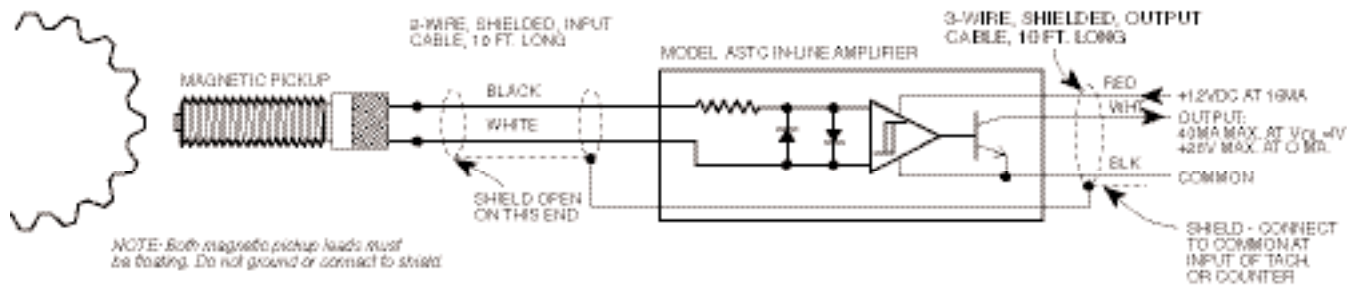 2-WIRE, SHIELDED, INPUT
CABLE, 10 FT. LONG
3-WIRE, SHIELDED, OUTPUT
CABLE, 10 FT. LONG
MODEL ASTC IN-LINE AMPLIFIER
MAGNETIC PICKUP
BLACK
WHITE
RED
+12VDC AT 16MA
WHT
OUTPUT:
40MA MAX. AT VOL =1V
+28V MAX. AT 0 MA.
BLK
COMMON
SHIELD OPEN
ON THIS END
SHIELD - CONNECT
TO COMMON AT
INPUT OF TACH.
OR COUNTER
NOTE: Both magnetic pickup leads must
be floating. Do not ground or connect to shield.